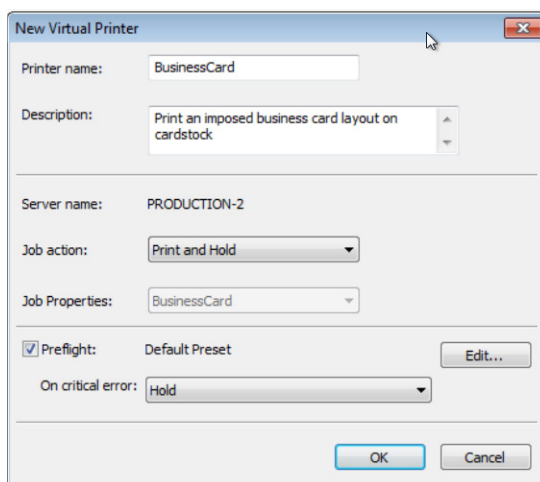 New Virtual Printer
Printer name: BusinessCard
Description: Print an imposed business card layout on
cardstock
Server name: PRODUCTION-2
Job action: Print and Hold
Job Properties: BusinessCard
Preflight: Default Preset Edit...
On critical error: Hold
OK Cancel